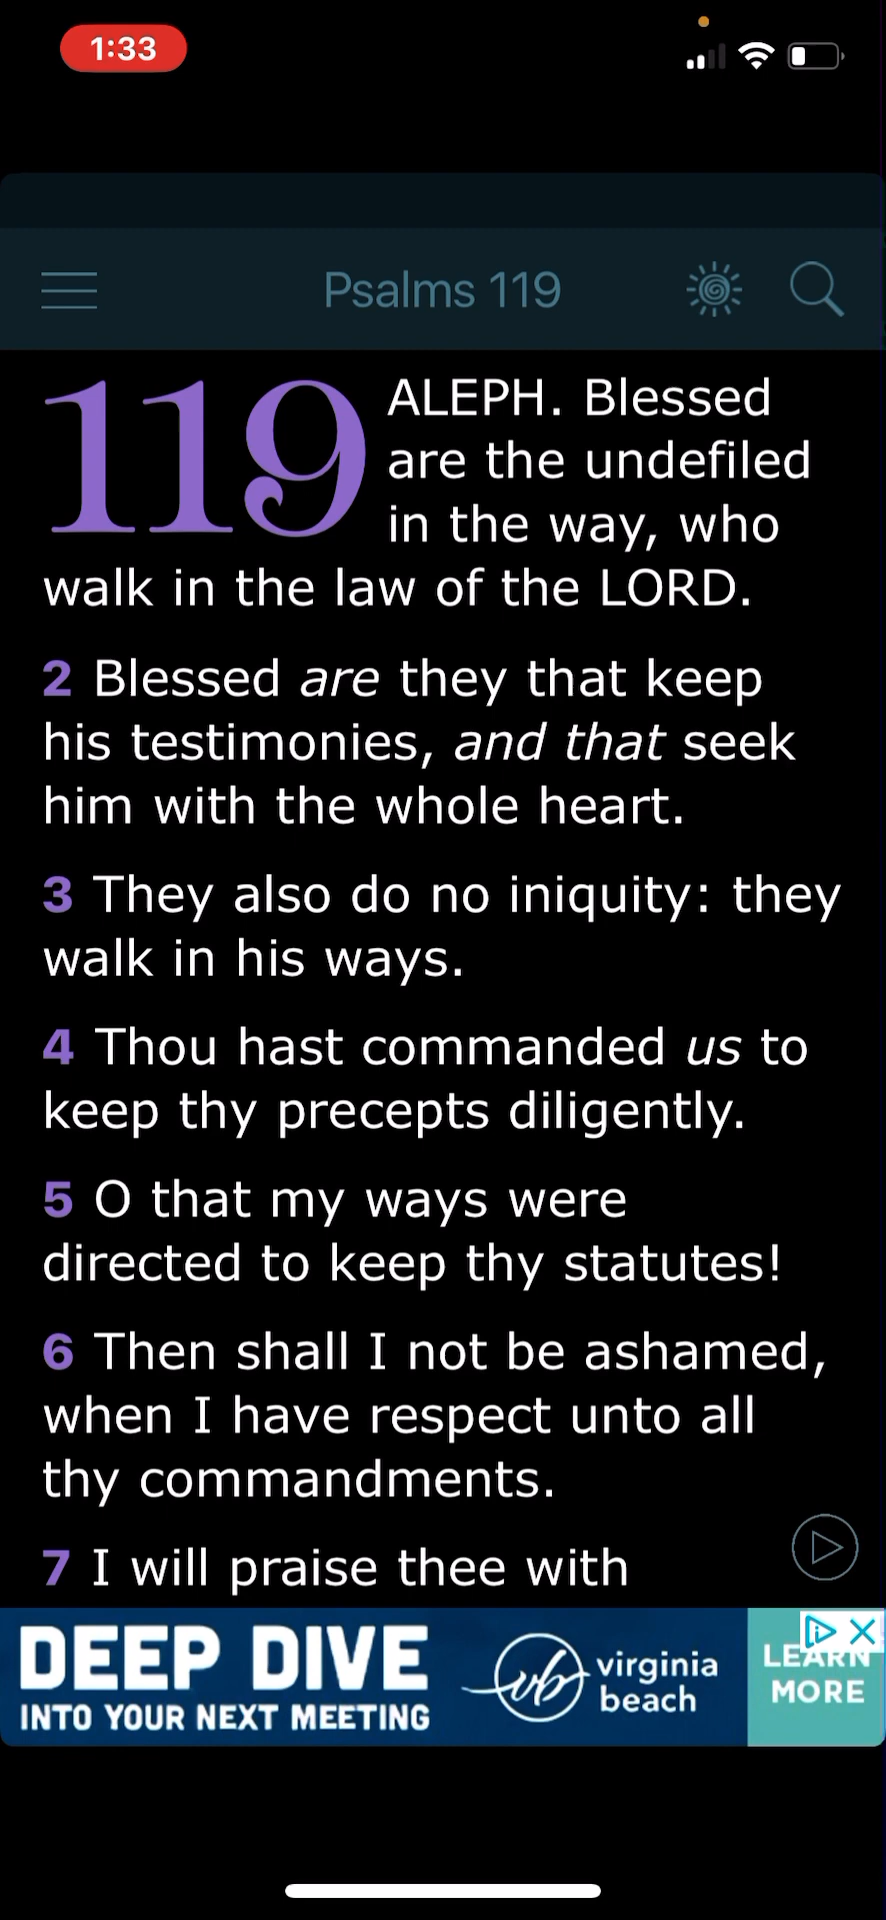 1:33
Psalms 119
119 ALEPH. Blessed
are the undefiled
in the way, who
walk in the law of the LORD.
2 Blessed are they that keep
his testimonies, and that seek
him with the whole heart.
3 They also do no iniquity: they
walk in his ways.
4 Thou hast commanded us to
keep thy precepts diligently.
5 O that my ways were
directed to keep thy statutes!
6 Then shall I not be ashamed,
when I have respect unto all
thy commandments.
7 I will praise thee with
DEEP DIVE
INTO YOUR NEXT MEETING
vb
virginia
beach
LEARN
MORE